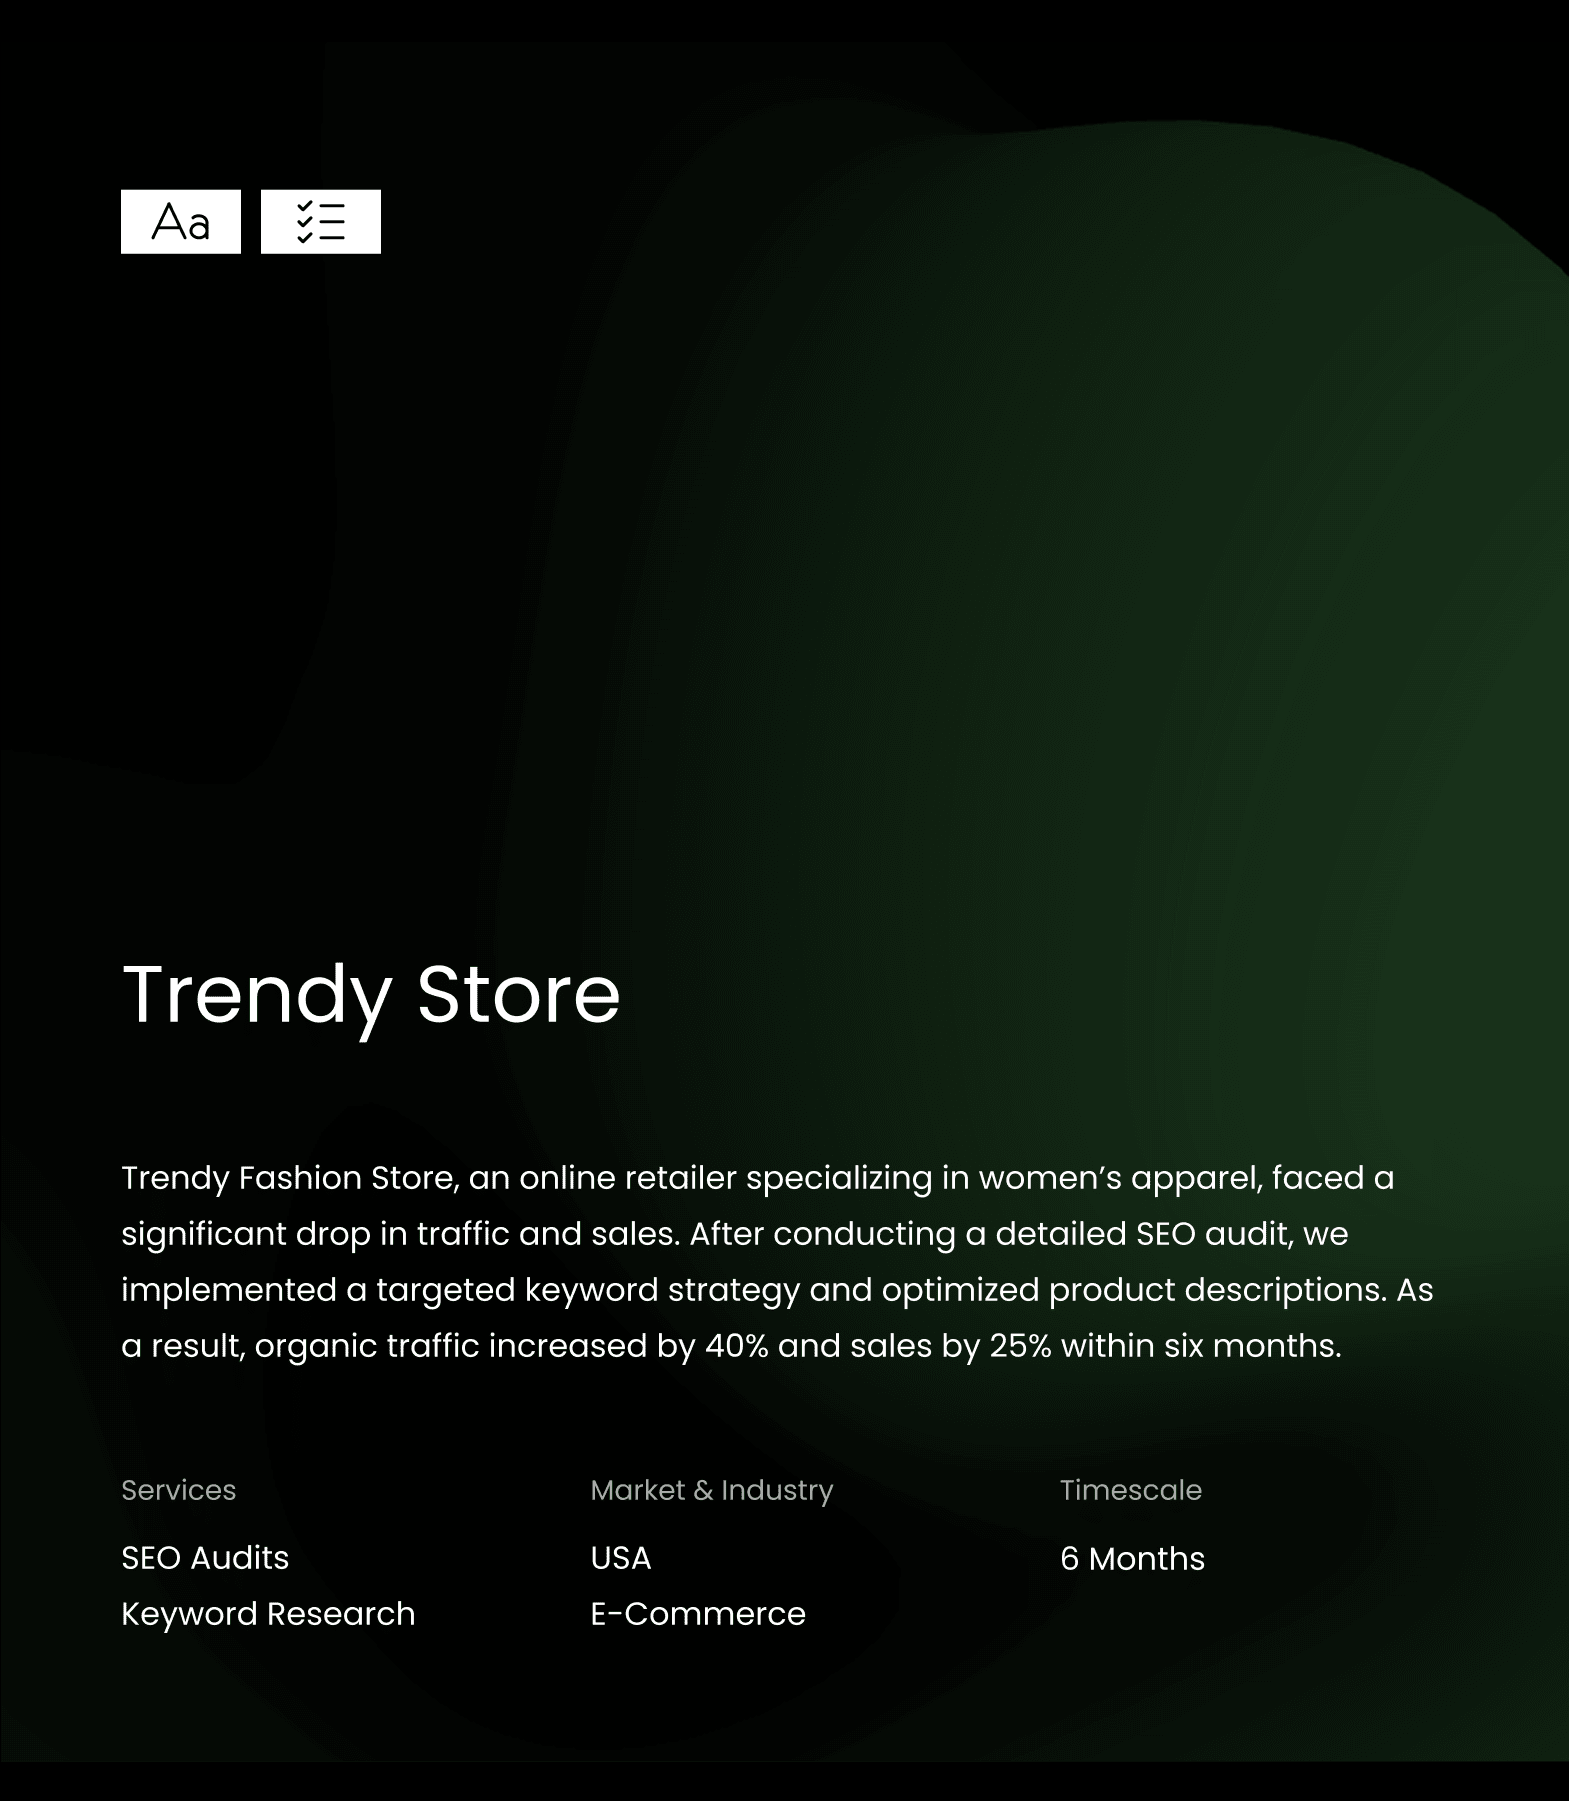 Aa
Trendy Store
Trendy Fashion Store, an online retailer specializing in women’s apparel, faced a
significant drop in traffic and sales. After conducting a detailed SEO audit, we
implemented a targeted keyword strategy and optimized product descriptions. As
a result, organic traffic increased by 40% and sales by 25% within six months.
Services
SEO Audits
Keyword Research
Market & Industry
USA
E-Commerce
Timescale
6 Months